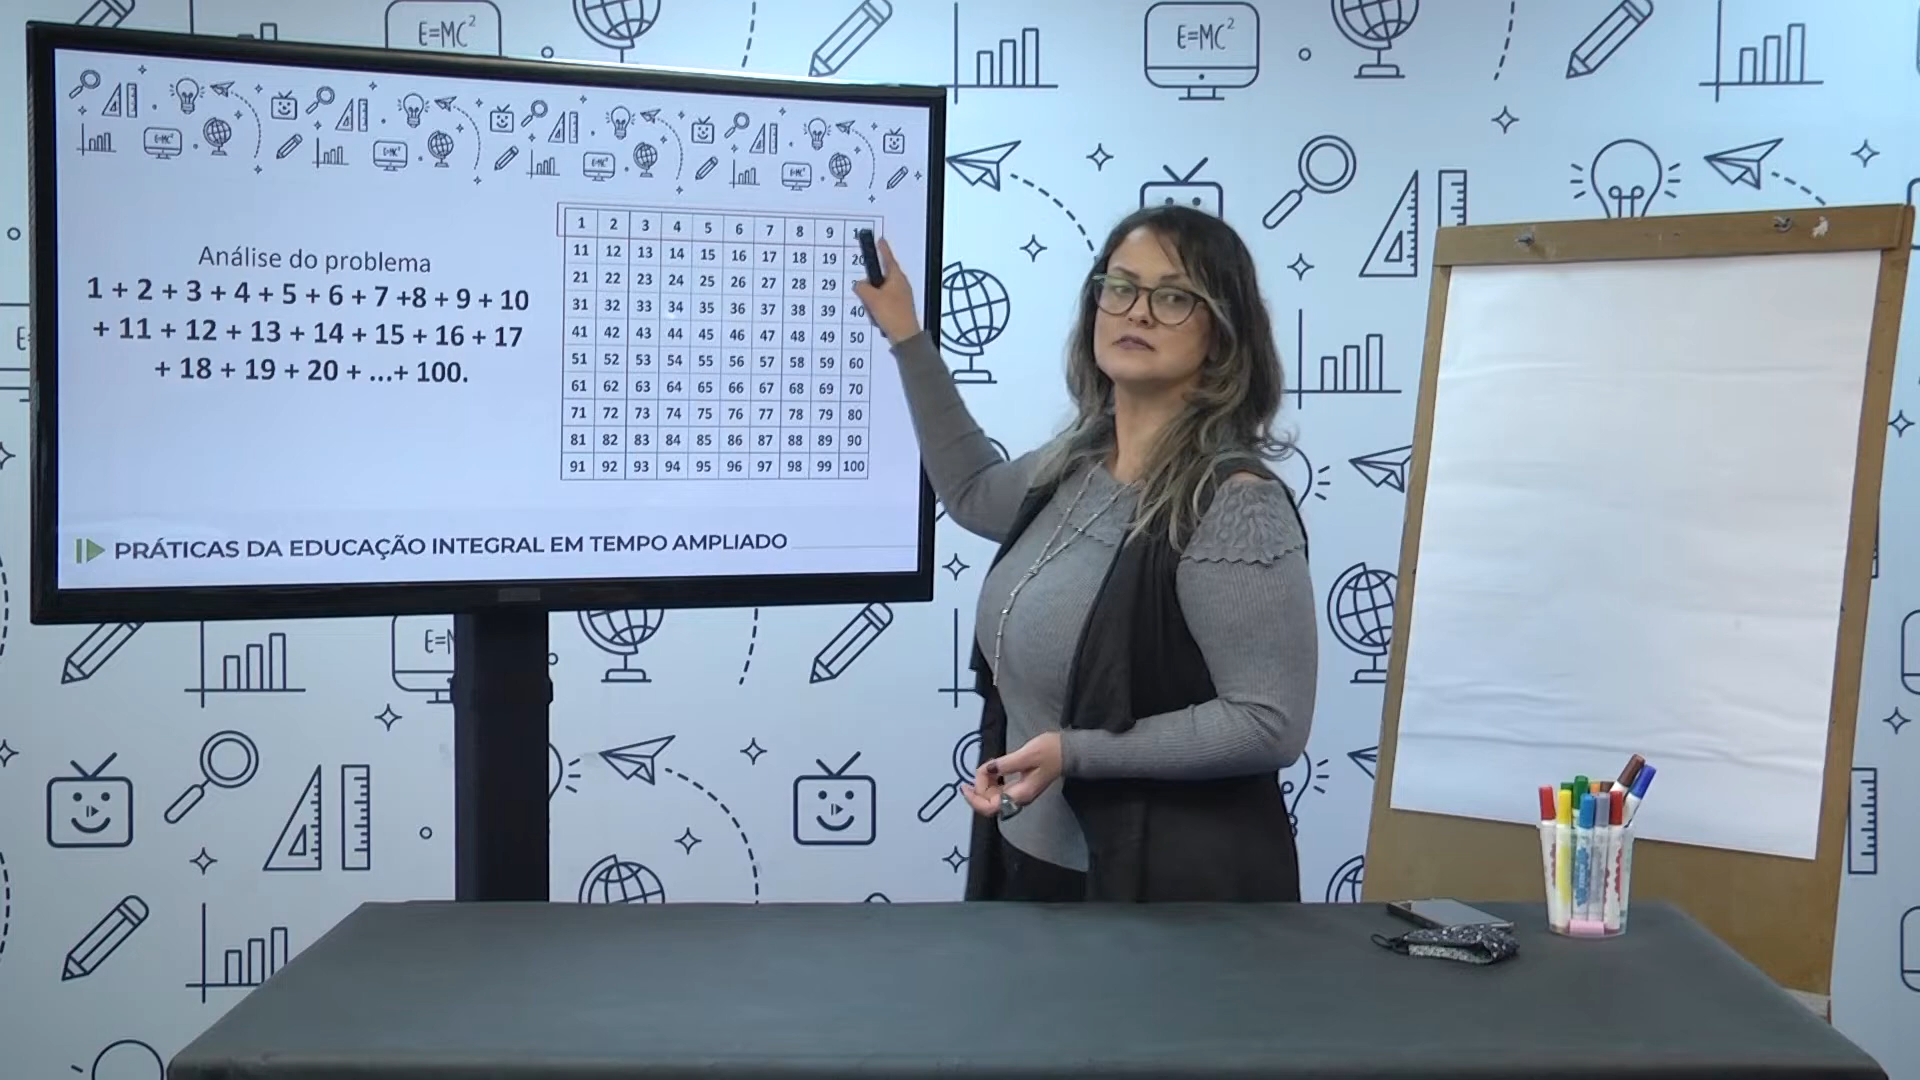 E=MC²
E=MC²
Análise do problema
1 + 2 + 3 + 4 + 5 + 6 + 7 +8 + 9 + 10
+ 11 + 12 + 13 + 14 + 15 + 16 + 17
+ 18 + 19 + 20 + ...+ 100.
1 2 3 4 5 6 7 8 9
11 12 13 14 15 16 17 18 19 20
21 22 23 24 25 26 27 28 29
31 32 33 34 35 36 37 38 39 40
41 42 43 44 45 46 47 48 49 50
51 52 53 54 55 56 57 58 59 60
61 62 63 64 65 66 67 68 69 70
71 72 73 74 75 76 77 78 79 80
81 82 83 84 85 86 87 88 89 90
91 92 93 94 95 96 97 98 99 100
PRÁTICAS DA EDUCAÇÃO INTEGRAL EM TEMPO AMPLIADO